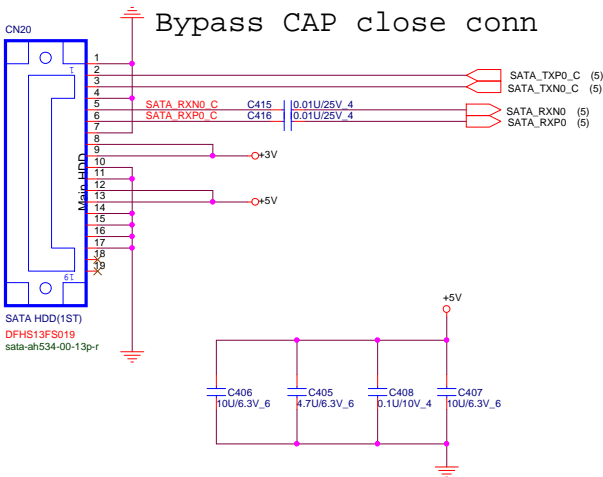 Bypass CAP close conn
CN20
1
1
2
SATA_TXP0_C (5)
3
SATA_TXN0_C (5)
4
5
SATA_RXN0_C C415 0.01U/25V_4
SATA_RXN0 (5)
6
SATA_RXP0_C C416 0.01U/25V_4
SATA_RXP0 (5)
7
8
9
+3V
10
11
12
13
+5V
14
15
16
17
18
19
19
Main HDD
SATA HDD(1ST)
DFHS13FS019
sata-ah534-00-13p-r
+5V
C406 C405 C408 C407
10U/6.3V_6 4.7U/6.3V_6 0.1U/10V_4 10U/6.3V_6